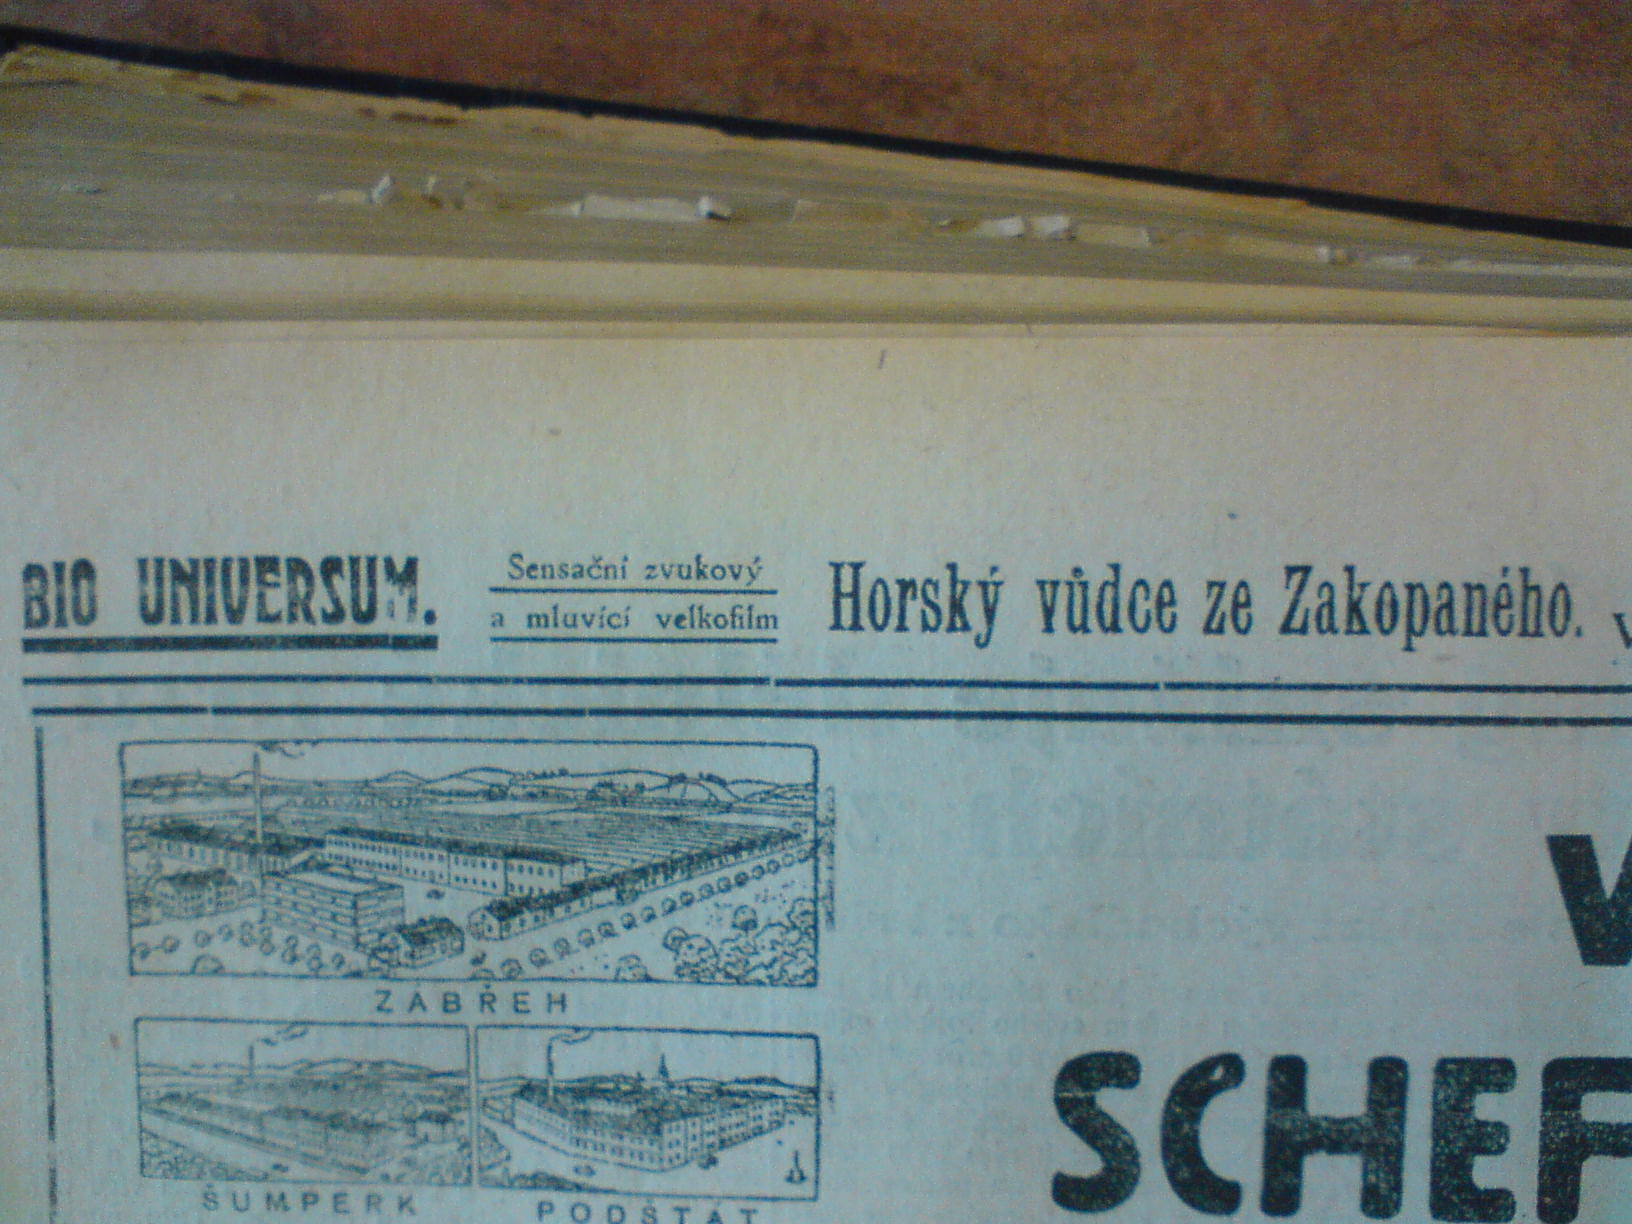 BIO UNIVERSUM.
Sensační zvukový
a mluvící velkofilm
Horský vůdce ze Zakopaného.
ZÁBŘEH
ŠUMPERK
PODŠTÁT
SCHEF